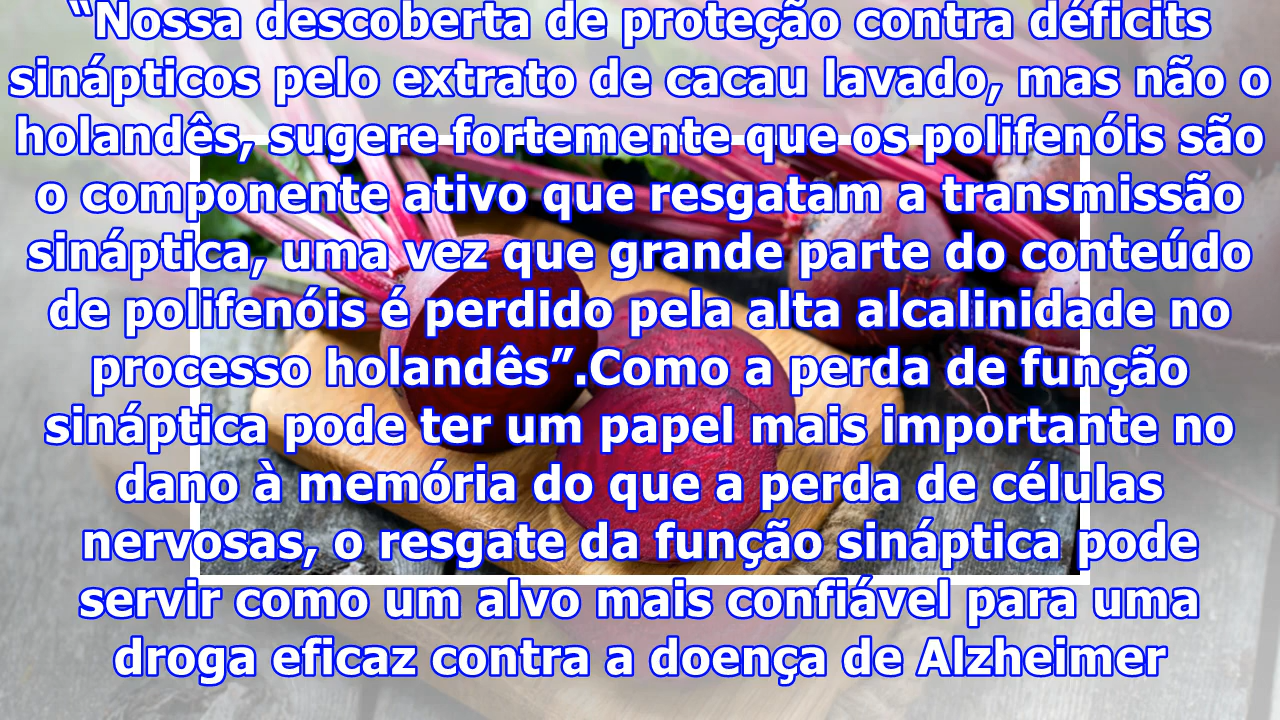 “Nossa descoberta de proteção contra déficits
sinápticos pelo extrato de cacau lavado, mas não o
holandês, sugere fortemente que os polifenóis são
o componente ativo que resgatam a transmissão
sináptica, uma vez que grande parte do conteúdo
de polifenóis é perdido pela alta alcalinidade no
processo holandês”.Como a perda de função
sináptica pode ter um papel mais importante no
dano à memória do que a perda de células
nervosas, o resgate da função sináptica pode
servir como um alvo mais confiável para uma
droga eficaz contra a doença de Alzheimer